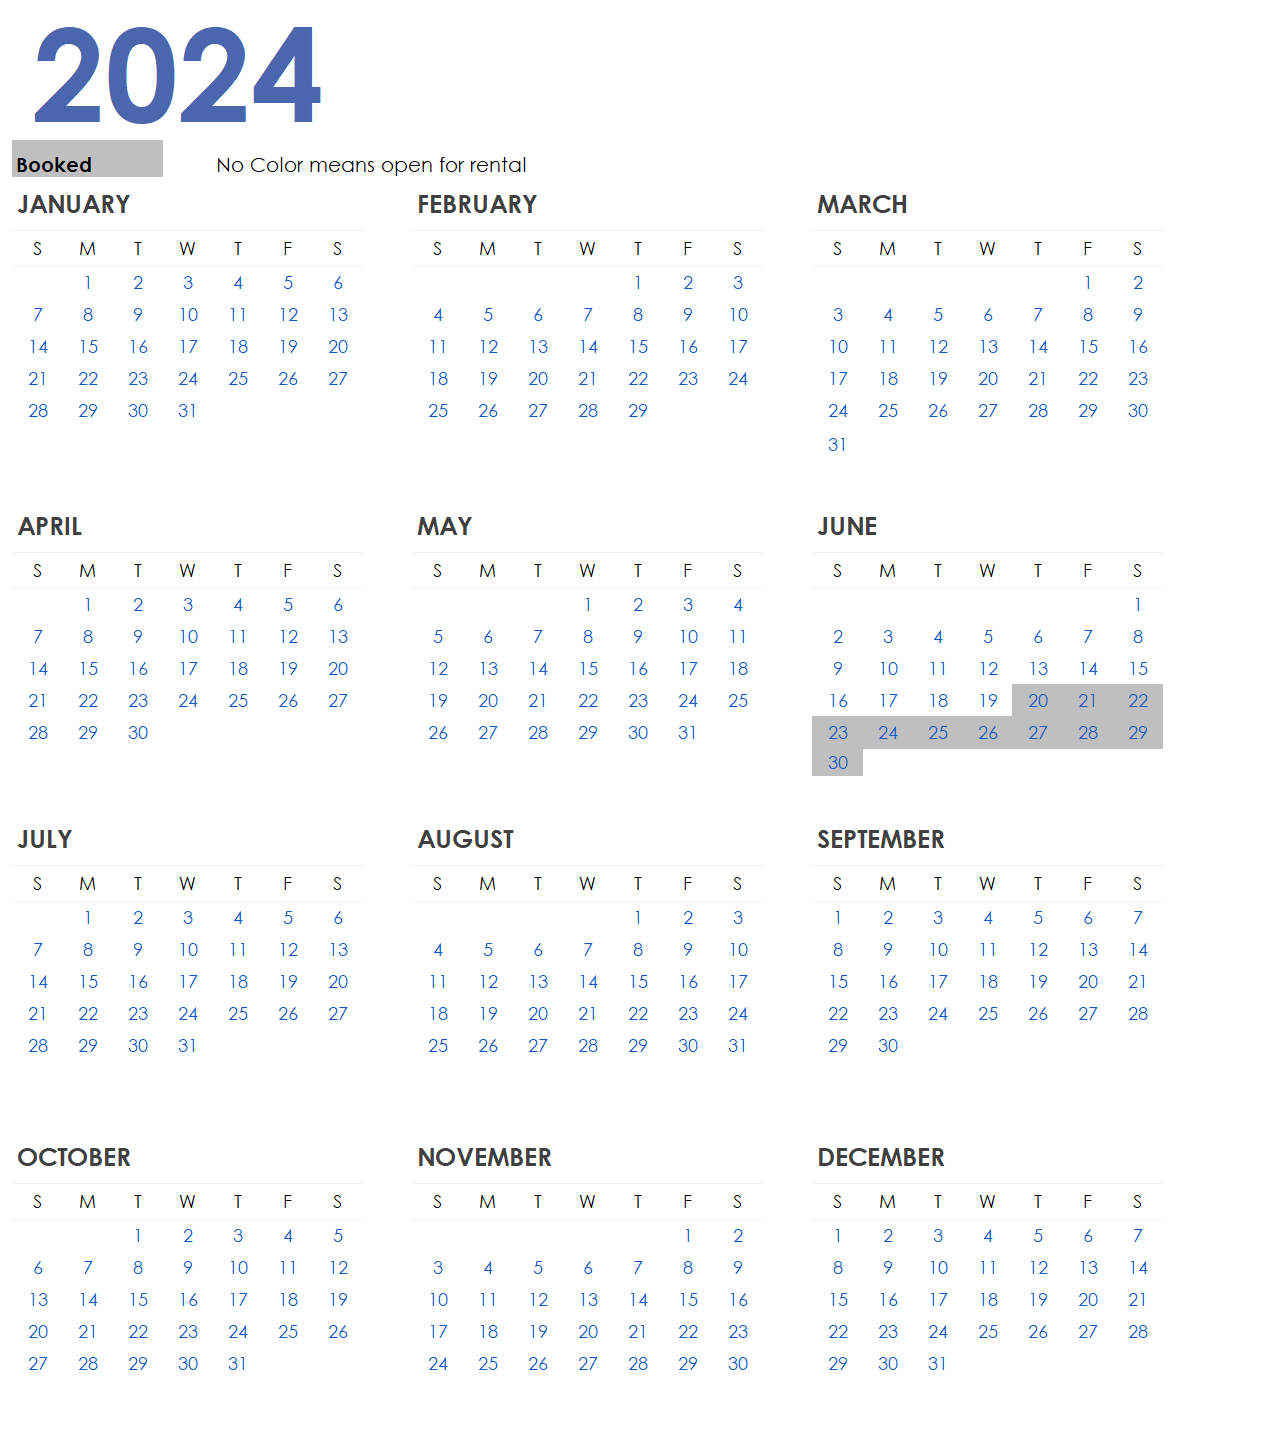 2024
Booked No Color means open for rental
JANUARY FEBRUARY MARCH
S M T W T F S S M T W T F S S M T W T F S
1 2 3 4 5 6 1 2 3 1 2
7 8 9 10 11 12 13 4 5 6 7 8 9 10 3 4 5 6 7 8 9
14 15 16 17 18 19 20 11 12 13 14 15 16 17 10 11 12 13 14 15 16
21 22 23 24 25 26 27 18 19 20 21 22 23 24 17 18 19 20 21 22 23
28 29 30 31 25 26 27 28 29 24 25 26 27 28 29 30
31
APRIL MAY JUNE
S M T W T F S S M T W T F S S M T W T F S
1 2 3 4 5 6 1 2 3 4 1
7 8 9 10 11 12 13 5 6 7 8 9 10 11 2 3 4 5 6 7 8
14 15 16 17 18 19 20 12 13 14 15 16 17 18 9 10 11 12 13 14 15
21 22 23 24 25 26 27 19 20 21 22 23 24 25 16 17 18 19 20 21 22
28 29 30 26 27 28 29 30 31 23 24 25 26 27 28 29
30
JULY AUGUST SEPTEMBER
S M T W T F S S M T W T F S S M T W T F S
1 2 3 4 5 6 1 2 3 1 2 3 4 5 6 7
7 8 9 10 11 12 13 4 5 6 7 8 9 10 8 9 10 11 12 13 14
14 15 16 17 18 19 20 11 12 13 14 15 16 17 15 16 17 18 19 20 21
21 22 23 24 25 26 27 18 19 20 21 22 23 24 22 23 24 25 26 27 28
28 29 30 31 25 26 27 28 29 30 31 29 30
OCTOBER NOVEMBER DECEMBER
S M T W T F S S M T W T F S S M T W T F S
1 2 3 4 5 1 2 1 2 3 4 5 6 7
6 7 8 9 10 11 12 3 4 5 6 7 8 9 8 9 10 11 12 13 14
13 14 15 16 17 18 19 10 11 12 13 14 15 16 15 16 17 18 19 20 21
20 21 22 23 24 25 26 17 18 19 20 21 22 23 22 23 24 25 26 27 28
27 28 29 30 31 24 25 26 27 28 29 30 29 30 31